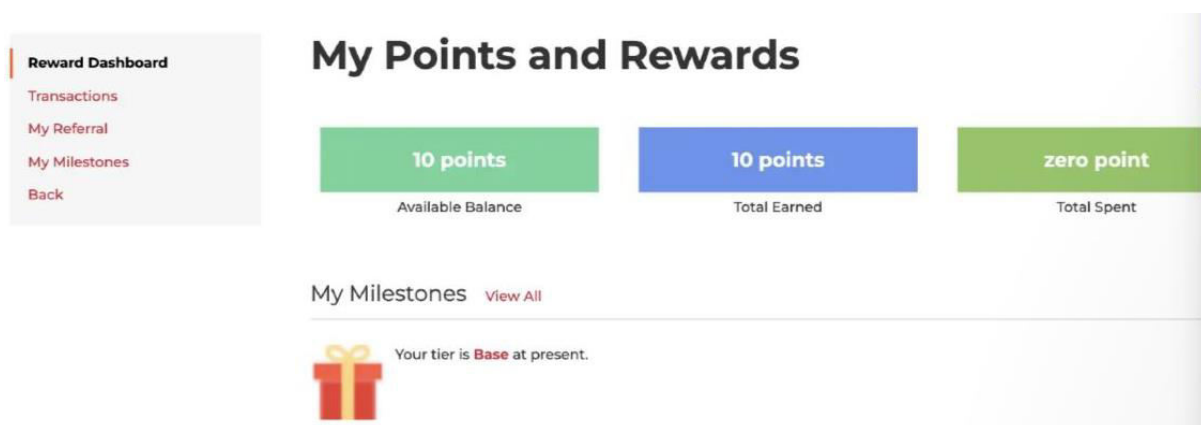 Reward Dashboard
Transactions
My Referral
My Milestones
Back
My Points and Rewards
10 points
Available Balance
10 points
Total Earned
zero point
Total Spent
My Milestones View All
Your tier is Base at present.